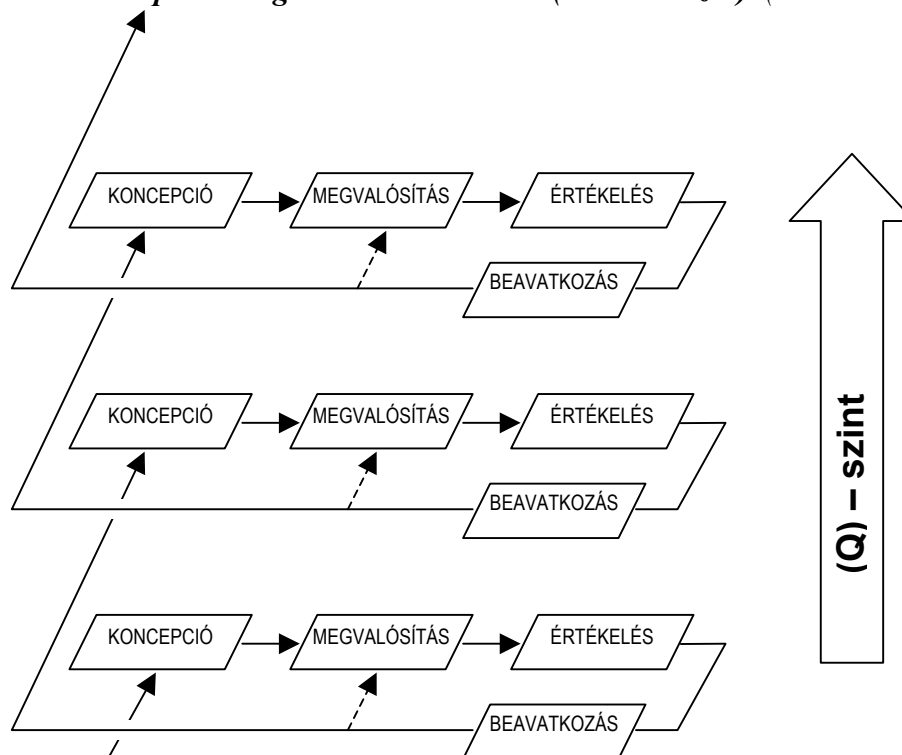 KONCEPCIÓ MEGVALÓSÍTÁS ÉRTÉKELÉS
BEAVATKOZÁS
KONCEPCIÓ MEGVALÓSÍTÁS ÉRTÉKELÉS
BEAVATKOZÁS
KONCEPCIÓ MEGVALÓSÍTÁS ÉRTÉKELÉS
BEAVATKOZÁS
(Q) – szint